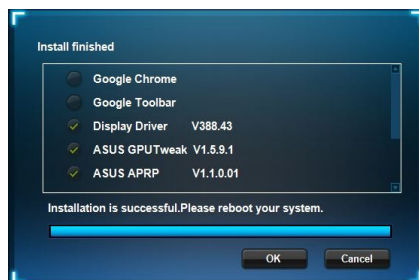 Install finished
Google Chrome
Google Toolbar
Display Driver V388.43
ASUS GPUTweak V1.5.9.1
ASUS APRP V1.1.0.01
Installation is successful.Please reboot your system.
OK Cancel